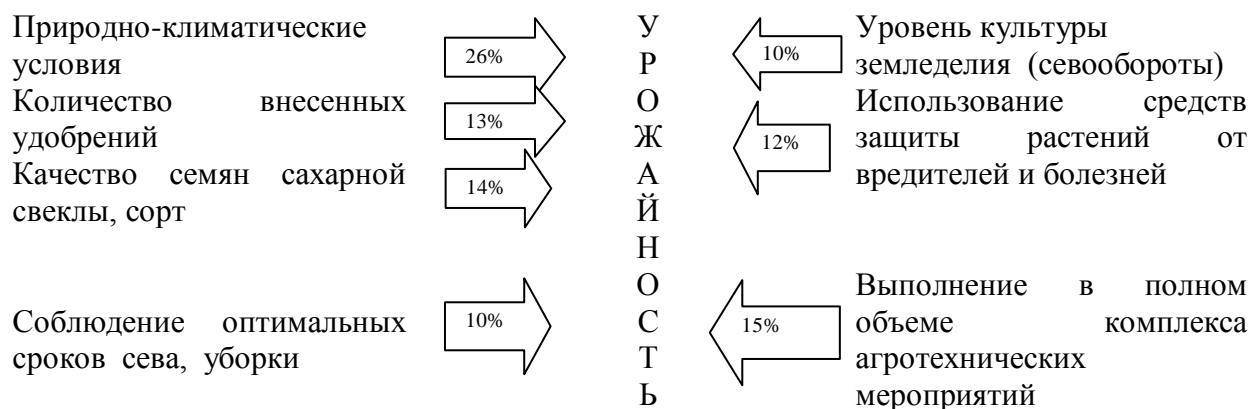 Природно-климатические
условия
26%
Количество внесенных
удобрений
13%
Качество семян сахарной
свеклы, сорт
14%
Соблюдение оптимальных
сроков сева, уборки
10%
У
Р
О
Ж
А
Й
Н
О
С
Т
Ь
10%
Уровень культуры
земледелия (севообороты)
12%
Использование средств
защиты растений от
вредителей и болезней
15%
Выполнение в полном
объеме комплекса
агротехнических
мероприятий